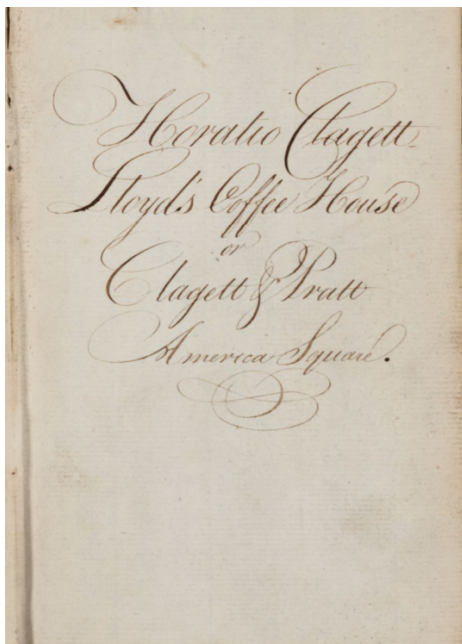 Horatio Clagett
Lloyd's Coffee House
or
Clagett & Pratt
America Square.